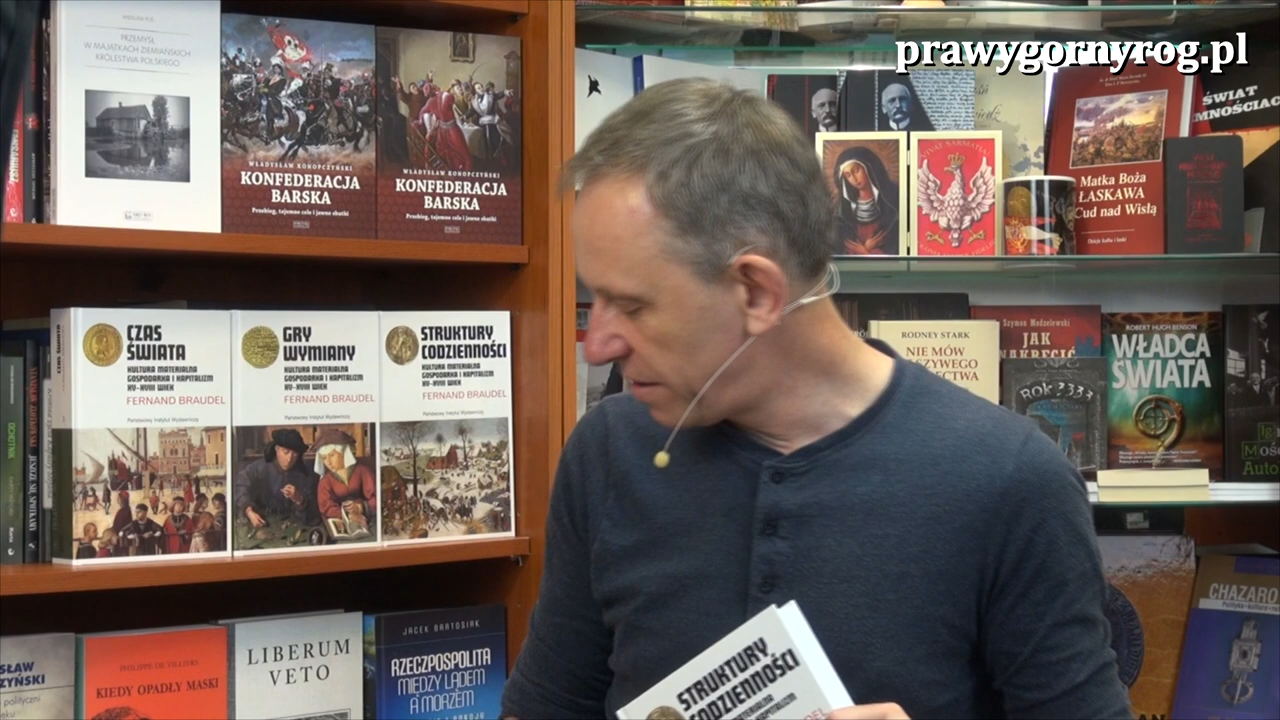 prawygornyrog.pl
PRZEMYSŁ
W MAJĄTKACH ZIEMIAŃSKICH
KRÓLESTWA POLSKIEGO
WŁADYSŁAW KONOPCZYŃSKI
KONFEDERACJA
BARSKA
Przebieg, tajemne cele i jawne skutki
WŁADYSŁAW KONOPCZYŃSKI
KONFEDERACJA
BARSKA
Przebieg, tajemne cele i jawne skutki
VIVAT SARMATIA
Matka Boża
ŁASKAWA
Cud nad Wisłą
ŚWIAT
CZAS
ŚWIATA
KULTURA MATERIALNA
GOSPODARKA I KAPITALIZM
XV-XVIII WIEK
FERNAND BRAUDEL
Państwowy Instytut Wydawniczy
GRY
WYMIANY
KULTURA MATERIALNA
GOSPODARKA I KAPITALIZM
XV-XVIII WIEK
FERNAND BRAUDEL
Państwowy Instytut Wydawniczy
STRUKTURY
CODZIENNOŚCI
KULTURA MATERIALNA
GOSPODARKA I KAPITALIZM
XV-XVIII WIEK
FERNAND BRAUDEL
Państwowy Instytut Wydawniczy
RODNEY STARK
NIE MÓW
Szymon Modzelewski
JAK
Rok 2333
ROBERT HUGH BENSON
WŁADCA
ŚWIATA
PHILIPPE DE VILLIERS
KIEDY OPADŁY MASKI
LIBERUM
VETO
JACEK BARTOSIAK
RZECZPOSPOLITA
MIĘDZY LĄDEM
A MORZEM
STRUKTURY
CODZIENNOŚCI
CHAZARO